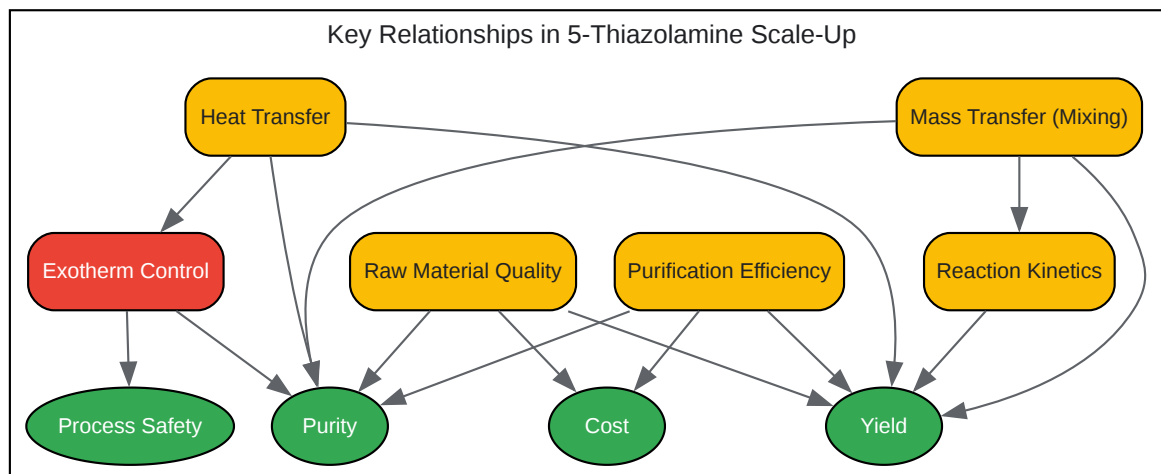 Key Relationships in 5-Thiazolamine Scale-Up
Heat Transfer
Mass Transfer (Mixing)
Exotherm Control
Raw Material Quality
Purification Efficiency
Reaction Kinetics
Process Safety
Purity
Cost
Yield